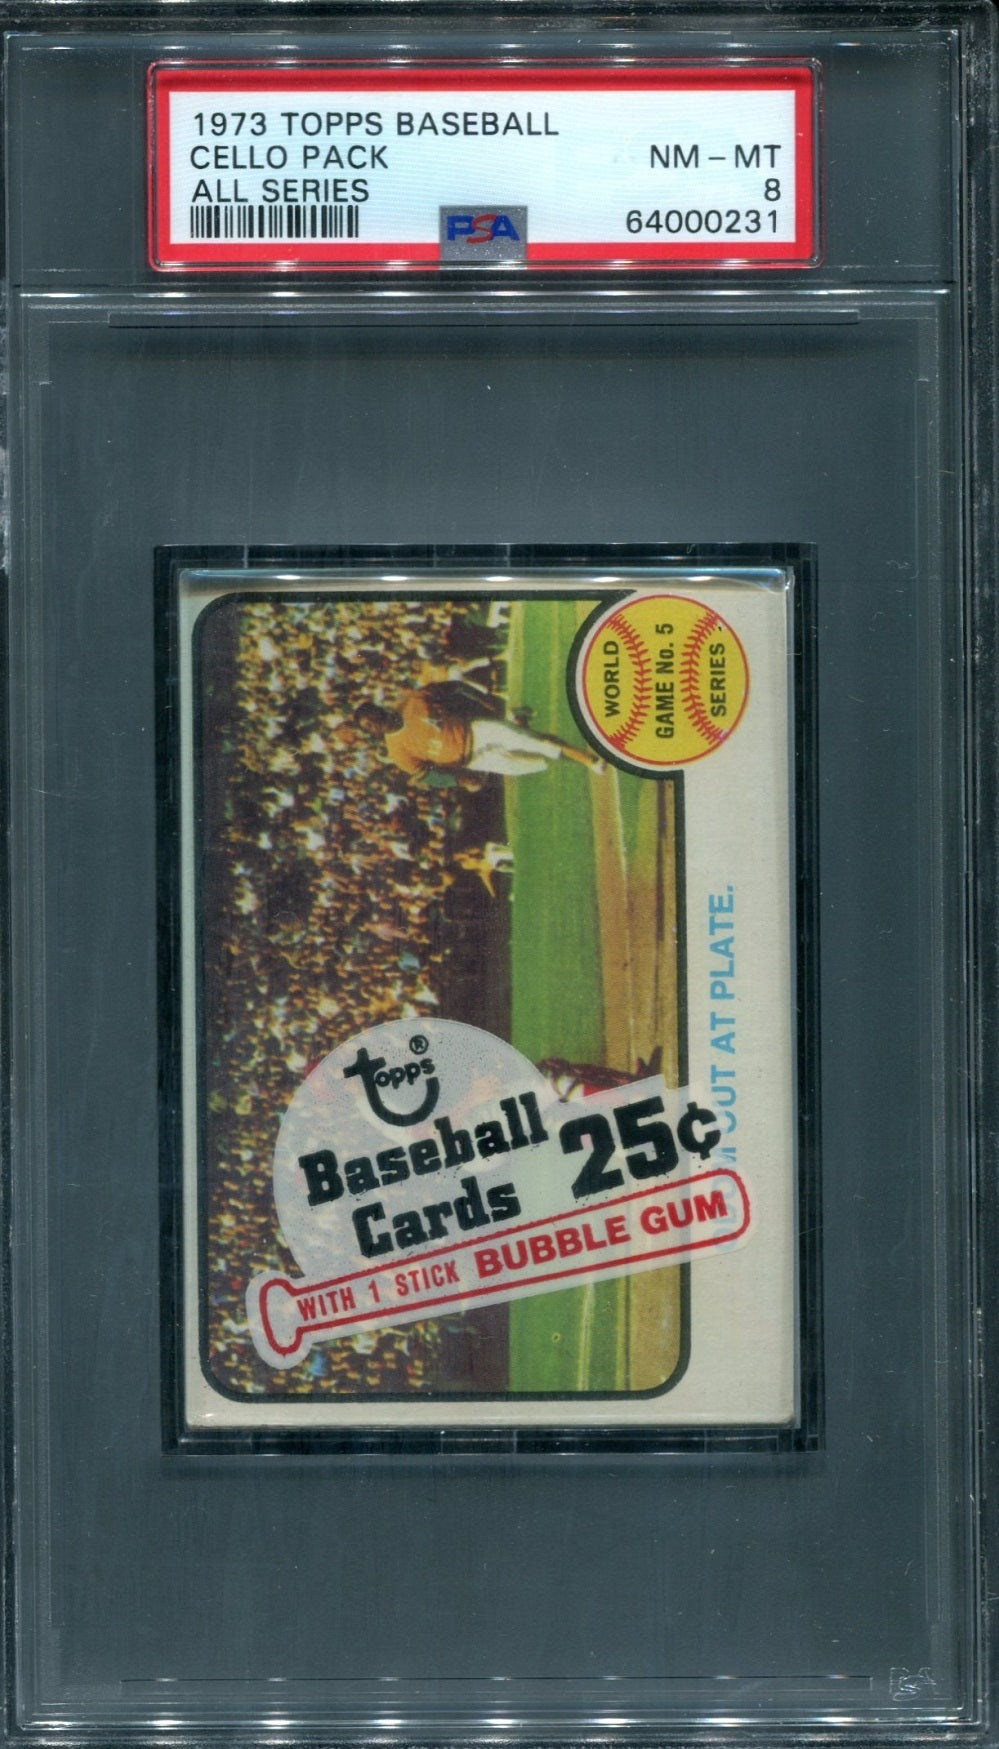 1973 TOPPS BASEBALL
CELLO PACK
NM - MT
ALL SERIES
8
PSA
64000231
WORLD
GAME No. 5
SERIES
OUT AT PLATE.
Topps®
Baseball
Cards
25¢
WITH 1 STICK BUBBLE GUM
PSA